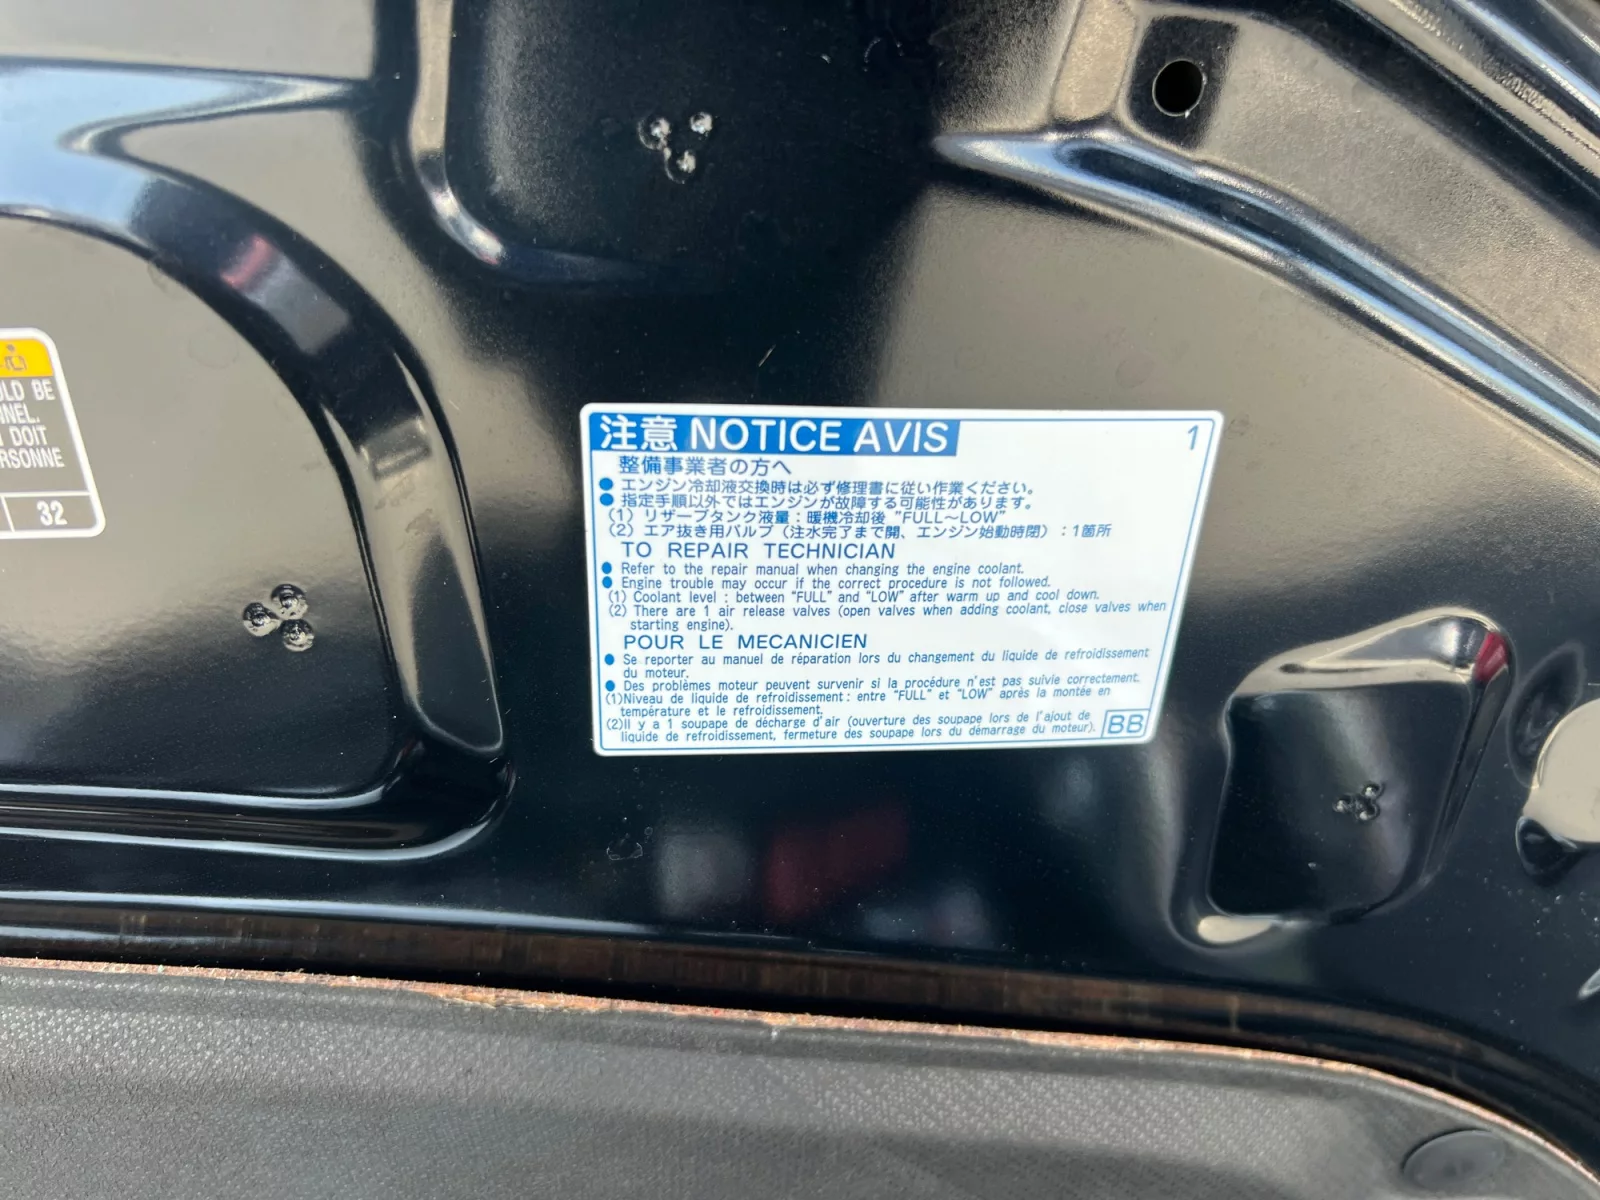 注意 NOTICE AVIS
1
整備事業者の方へ
● エンジン冷却液交換時は必ず修理書に従い作業ください。
● 指定手順以外ではエンジンが故障する可能性があります。
(1) リザーブタンク液量：暖機冷却後 "FULL～LOW"
(2) エア抜き用バルブ（注水完了まで開、エンジン始動時閉）：1箇所
TO REPAIR TECHNICIAN
● Refer to the repair manual when changing the engine coolant.
● Engine trouble may occur if the correct procedure is not followed.
(1) Coolant level : between "FULL" and "LOW" after warm up and cool down.
(2) There are 1 air release valves (open valves when adding coolant, close valves when
starting engine).
POUR LE MECANICIEN
● Se reporter au manuel de réparation lors du changement du liquide de refroidissement
du moteur.
● Des problèmes moteur peuvent survenir si la procédure n'est pas suivie correctement.
(1)Niveau de liquide de refroidissement : entre "FULL" et "LOW" après la montée en
température et le refroidissement.
(2)Il y a 1 soupape de décharge d'air (ouverture des soupape lors de l'ajout de
liquide de refroidissement, fermeture des soupape lors du démarrage du moteur).
BB
BE
DOIT
32